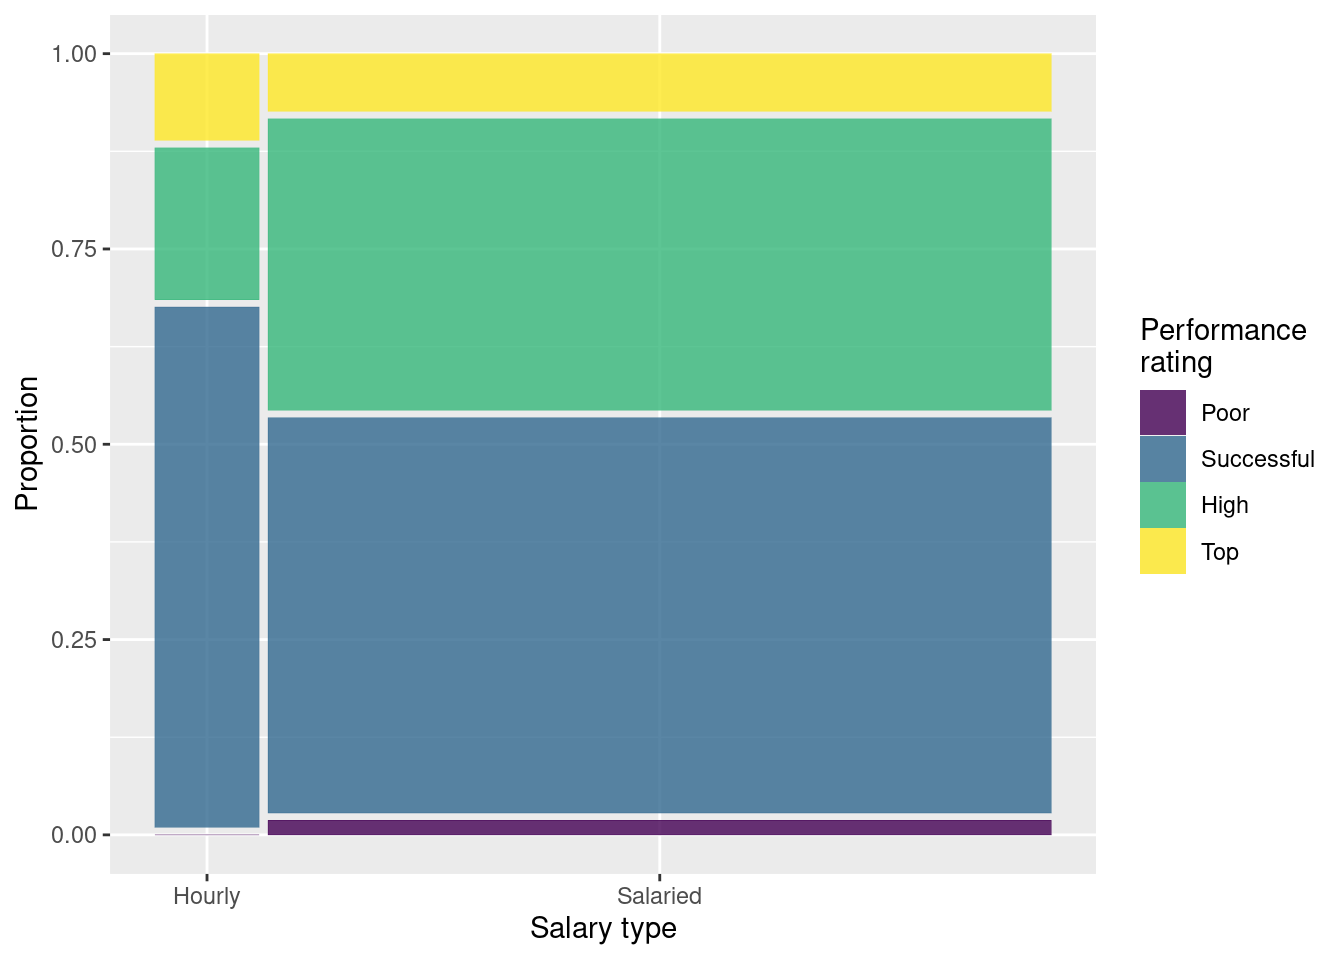 1.00
0.75
0.50
0.25
0.00
Proportion
Hourly
Salaried
Salary type
Performance
rating
Poor
Successful
High
Top